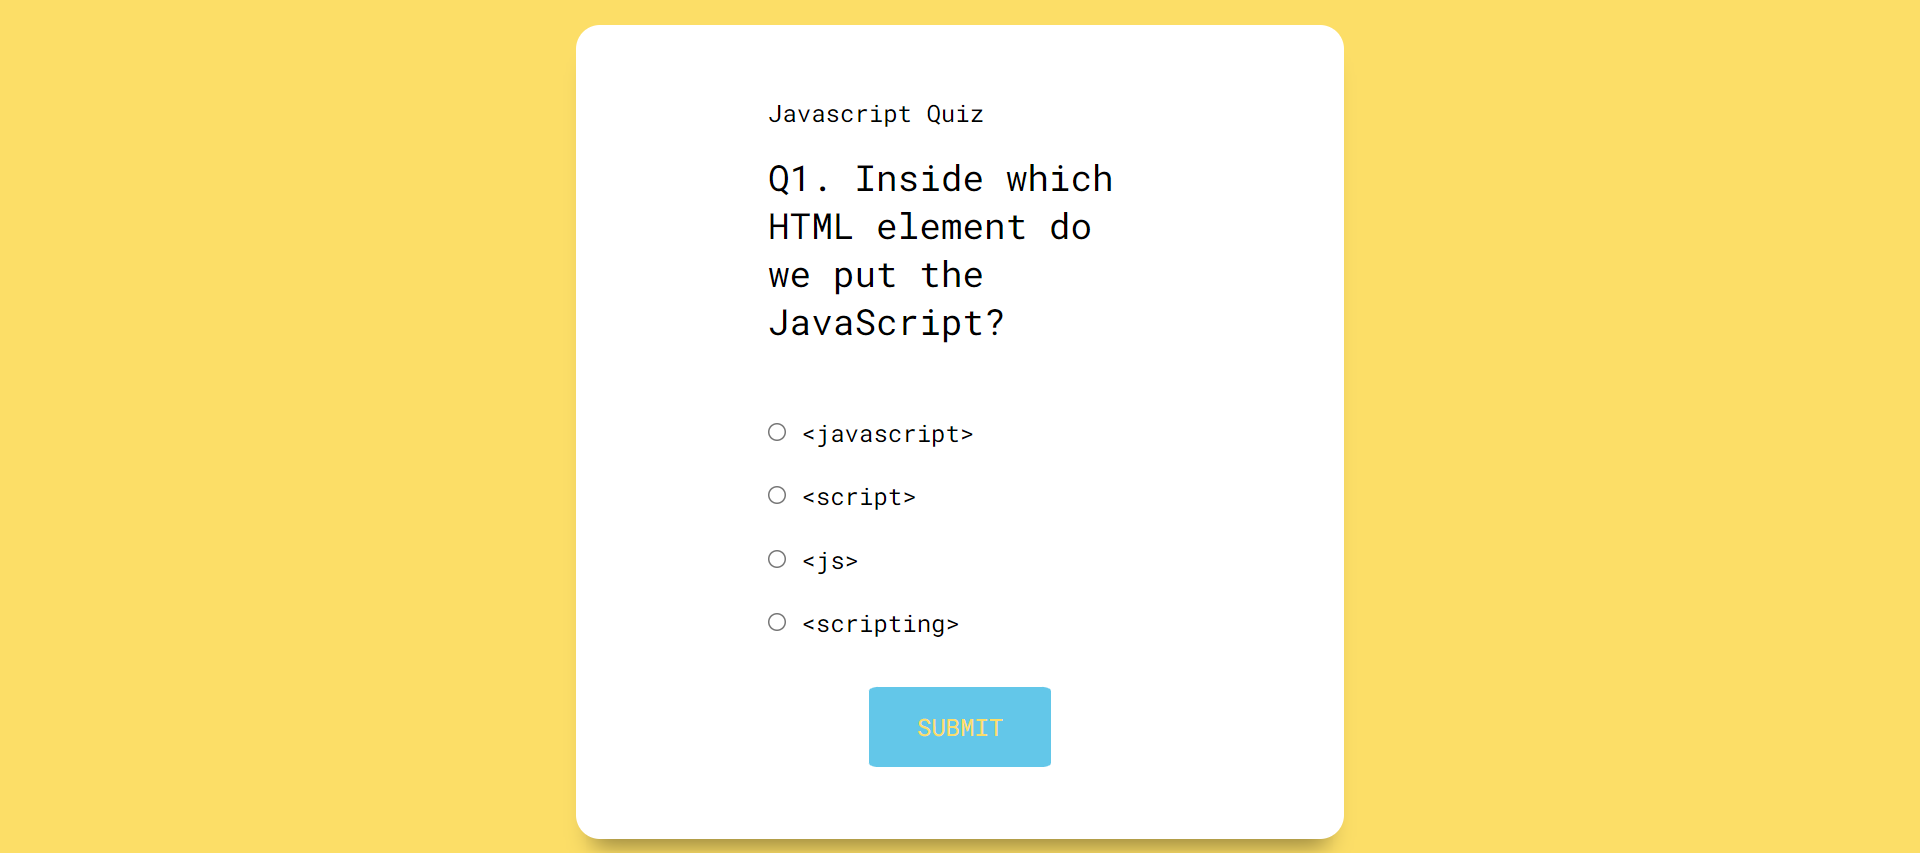 Javascript Quiz
Q1. Inside which
HTML element do
we put the
JavaScript?
<javascript>
<script>
<js>
<scripting>
SUBMIT